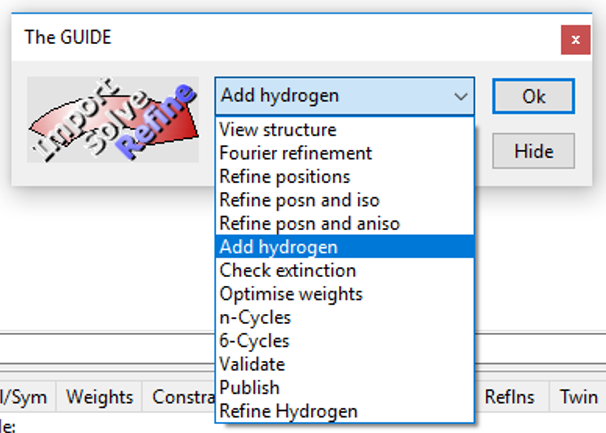 The GUIDE
x
Import
Solve
Refine
Add hydrogen
Ok
Hide
View structure
Fourier refinement
Refine positions
Refine posn and iso
Refine posn and aniso
Add hydrogen
Check extinction
Optimise weights
n-Cycles
6-Cycles
Validate
Publish
Refine Hydrogen
l/Sym Weights Constra Reflns Twin
le: